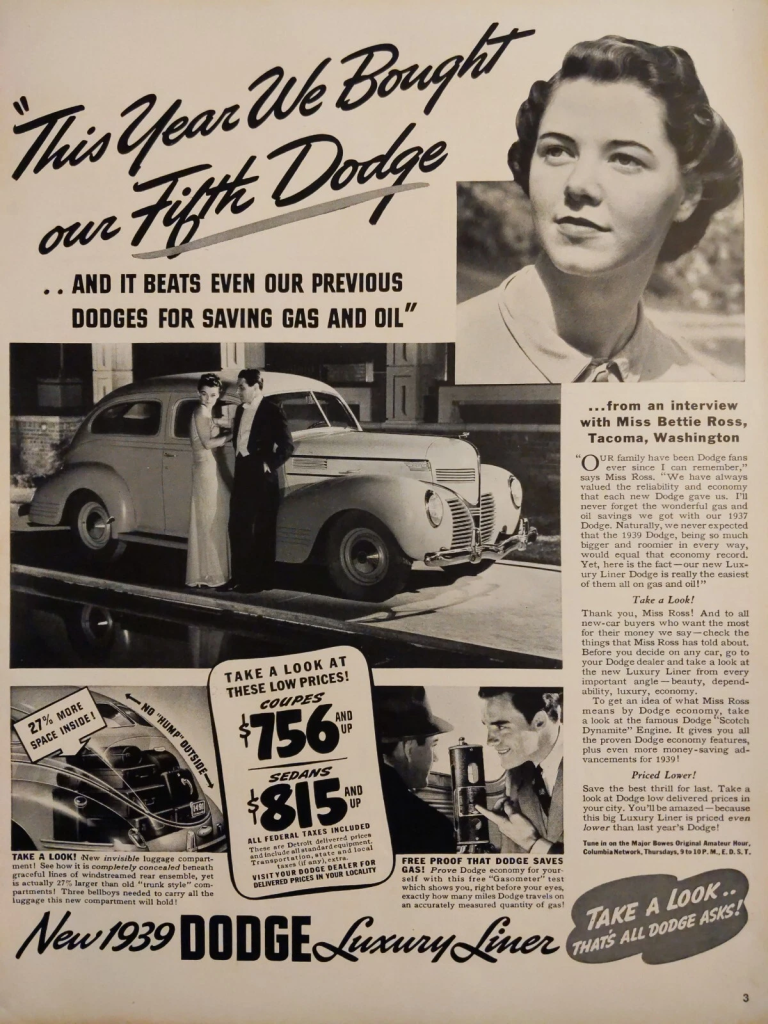 "This Year We Bought
our Fifth Dodge
.. AND IT BEATS EVEN OUR PREVIOUS
DODGES FOR SAVING GAS AND OIL"
...from an interview
with Miss Bettie Ross,
Tacoma, Washington
"OUR family have been Dodge fans
ever since I can remember,"
says Miss Ross. "We have always
valued the reliability and economy
that each new Dodge gave us. I'll
never forget the wonderful gas and
oil savings we got with our 1937
Dodge. Naturally, we never expected
that the 1939 Dodge, being so much
bigger and roomier in every way,
would equal that economy record.
Yet, here is the fact—our new Lux-
ury Liner Dodge is really the easiest
of them all on gas and oil!"
Take a Look!
Thank you, Miss Ross! And to all
new-car buyers who want the most
for their money we say—check the
things that Miss Ross has told about.
Before you decide on any car, go to
your Dodge dealer and take a look at
the new Luxury Liner from every
important angle—beauty, depend-
ability, luxury, economy.
To get an idea of what Miss Ross
means by Dodge economy, take a
look at the famous Dodge "Scotch
Dynamite" Engine. It gives you all
the proven Dodge economy features,
plus even more money-saving ad-
vancements for 1939!
Priced Lower!
Save the best thrill for last. Take a
look at Dodge low delivered prices in
your city. You'll be amazed—because
this big Luxury Liner is priced even
lower than last year's Dodge!
Tune in on the Major Bowes Original Amateur Hour,
Columbia Network, Thursdays, 9 to 10 P. M., E. D. S. T.
27% MORE
SPACE INSIDE!
NO "HUMP" OUTSIDE
TAKE A LOOK! New invisible luggage compart-
ment! See how it is completely concealed beneath
graceful lines of windstreamed rear ensemble, yet
is actually 27% larger than old "trunk style" com-
partments! Three bellboys needed to carry all the
luggage this new compartment will hold!
TAKE A LOOK AT
THESE LOW PRICES!
COUPES
$756 AND UP
SEDANS
$815 AND UP
ALL FEDERAL TAXES INCLUDED
These are Detroit delivered prices
and include all standard equipment.
Transportation, state and local
taxes (if any), extra.
VISIT YOUR DODGE DEALER FOR
DELIVERED PRICES IN YOUR LOCALITY
FREE PROOF THAT DODGE SAVES
GAS! Prove Dodge economy for your-
self with this free "Gasometer" test
which shows you, right before your eyes,
exactly how many miles Dodge travels on
an accurately measured quantity of gas!
New 1939 DODGE Luxury Liner
TAKE A LOOK..
THAT'S ALL DODGE ASKS!
3